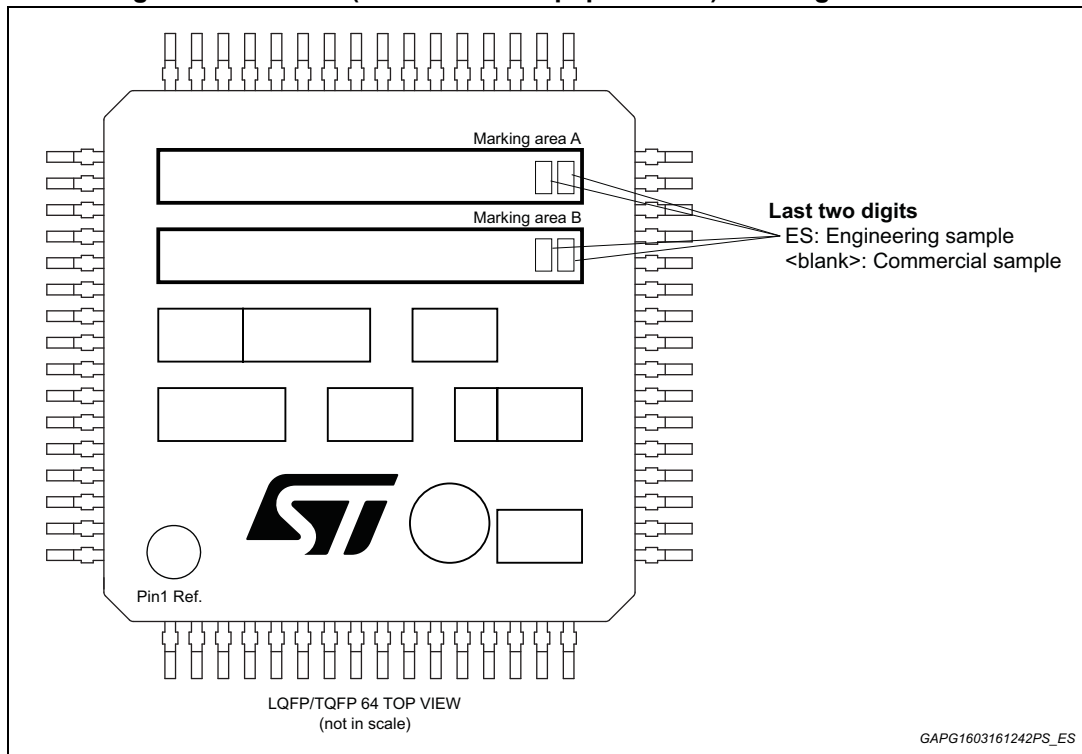 Marking area A
Marking area B
Last two digits
ES: Engineering sample
<blank>: Commercial sample
ST
Pin1 Ref.
LQFP/TQFP 64 TOP VIEW
(not in scale)
GAPG1603161242PS_ES